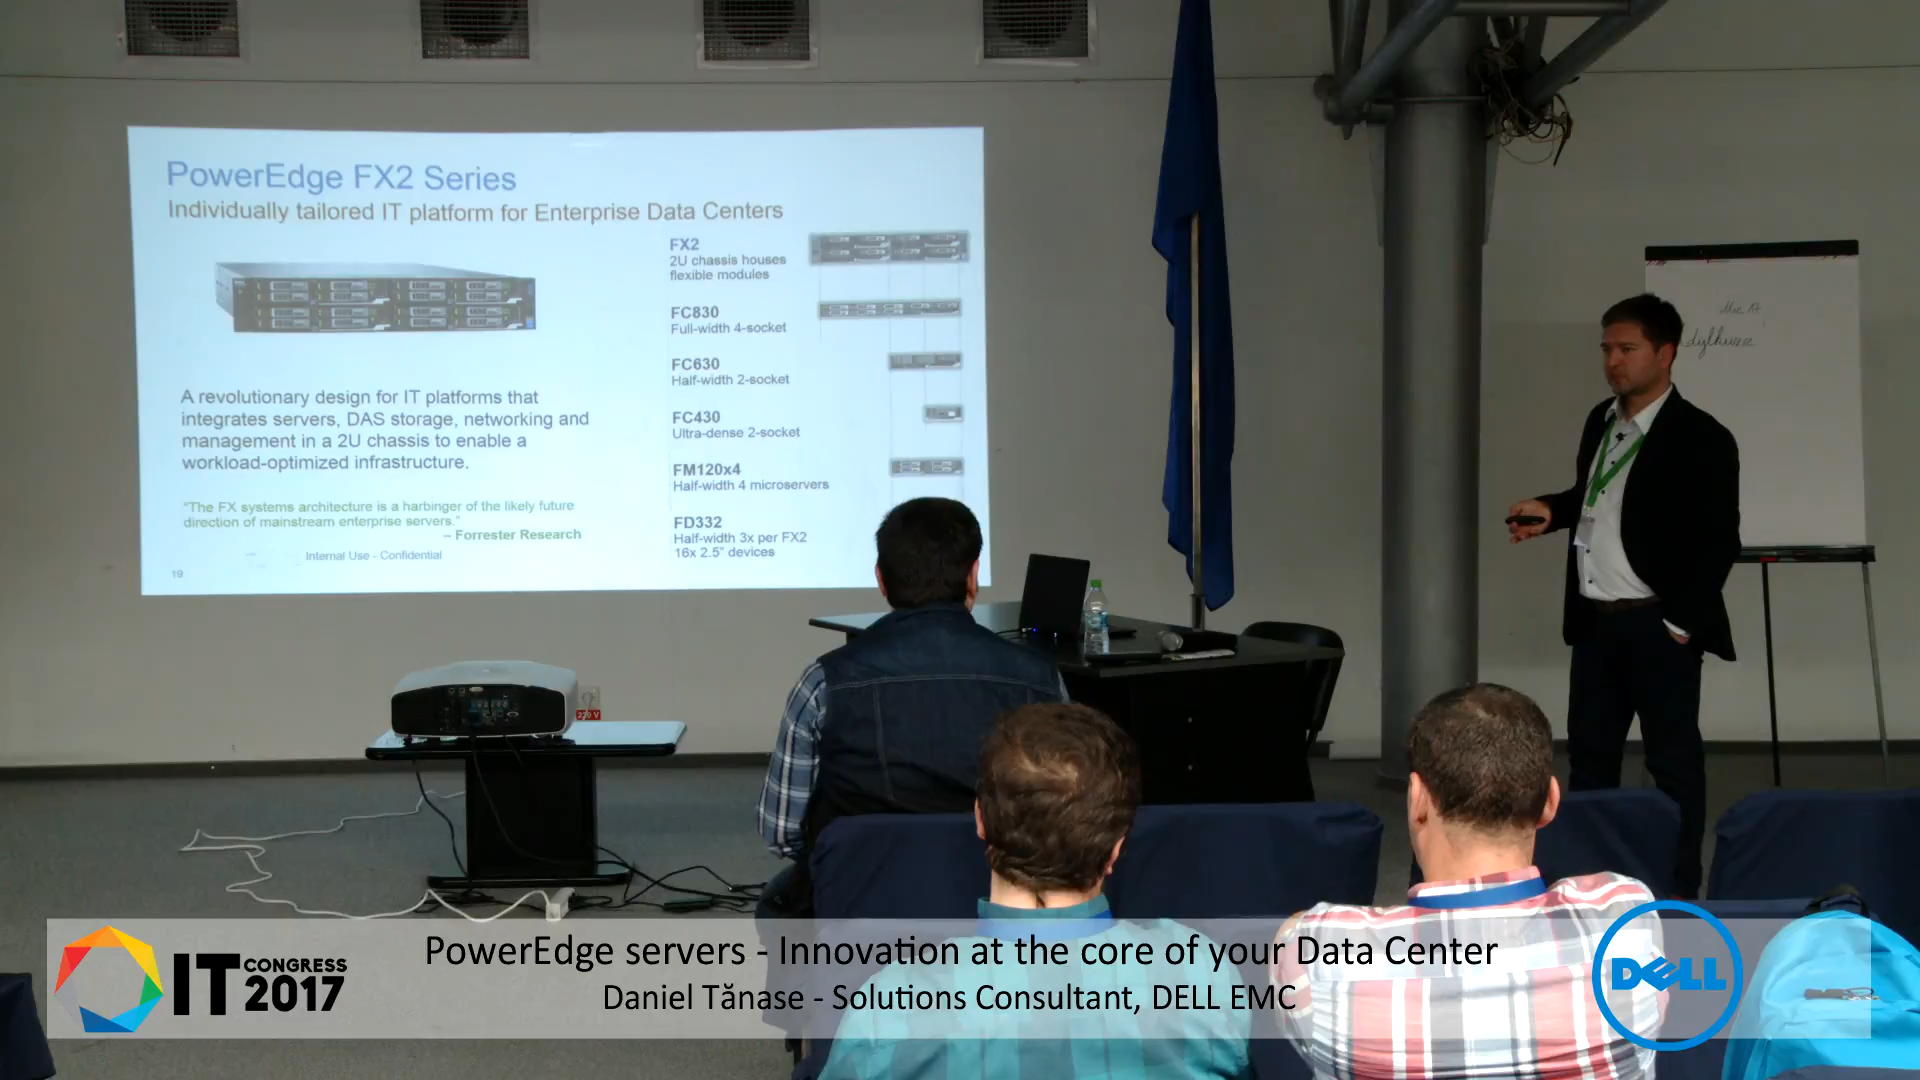 PowerEdge FX2 Series
Individually tailored IT platform for Enterprise Data Centers
FX2
2U chassis houses
flexible modules
FC830
Full-width 4-socket
FC630
Half-width 2-socket
FC430
Ultra-dense 2-socket
FM120x4
Half-width 4 microservers
FD332
Half-width 3x per FX2
16x 2.5" devices
A revolutionary design for IT platforms that
integrates servers, DAS storage, networking and
management in a 2U chassis to enable a
workload-optimized infrastructure.
"The FX systems architecture is a harbinger of the likely future
direction of mainstream enterprise servers."
– Forrester Research
Internal Use - Confidential
19
220 V
IT CONGRESS 2017
PowerEdge servers - Innovation at the core of your Data Center
Daniel Tănase - Solutions Consultant, DELL EMC
DELL